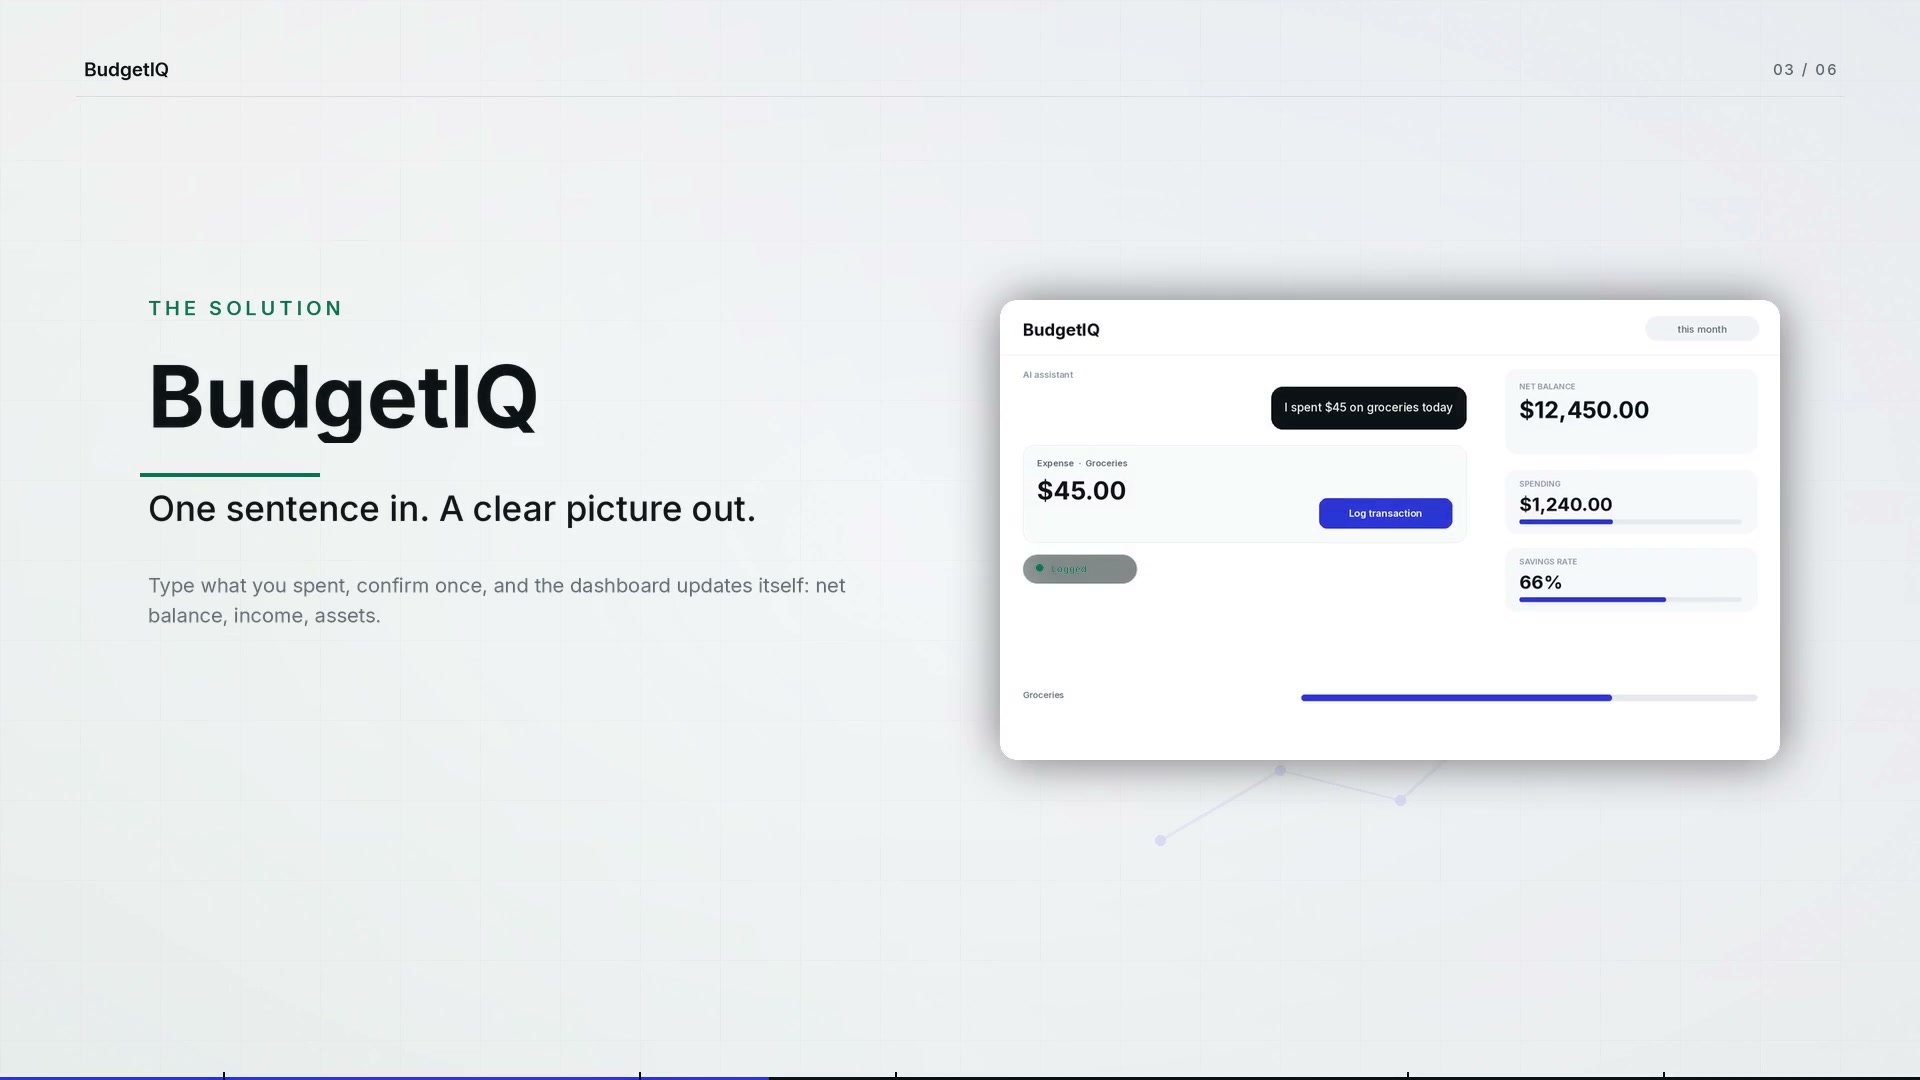 BudgetIQ
03 / 06
THE SOLUTION
BudgetIQ
One sentence in. A clear picture out.
Type what you spent, confirm once, and the dashboard updates itself: net
balance, income, assets.
BudgetIQ
this month
AI assistant
I spent $45 on groceries today
Expense · Groceries
$45.00
Log transaction
Logged
NET BALANCE
$12,450.00
SPENDING
$1,240.00
SAVINGS RATE
66%
Groceries